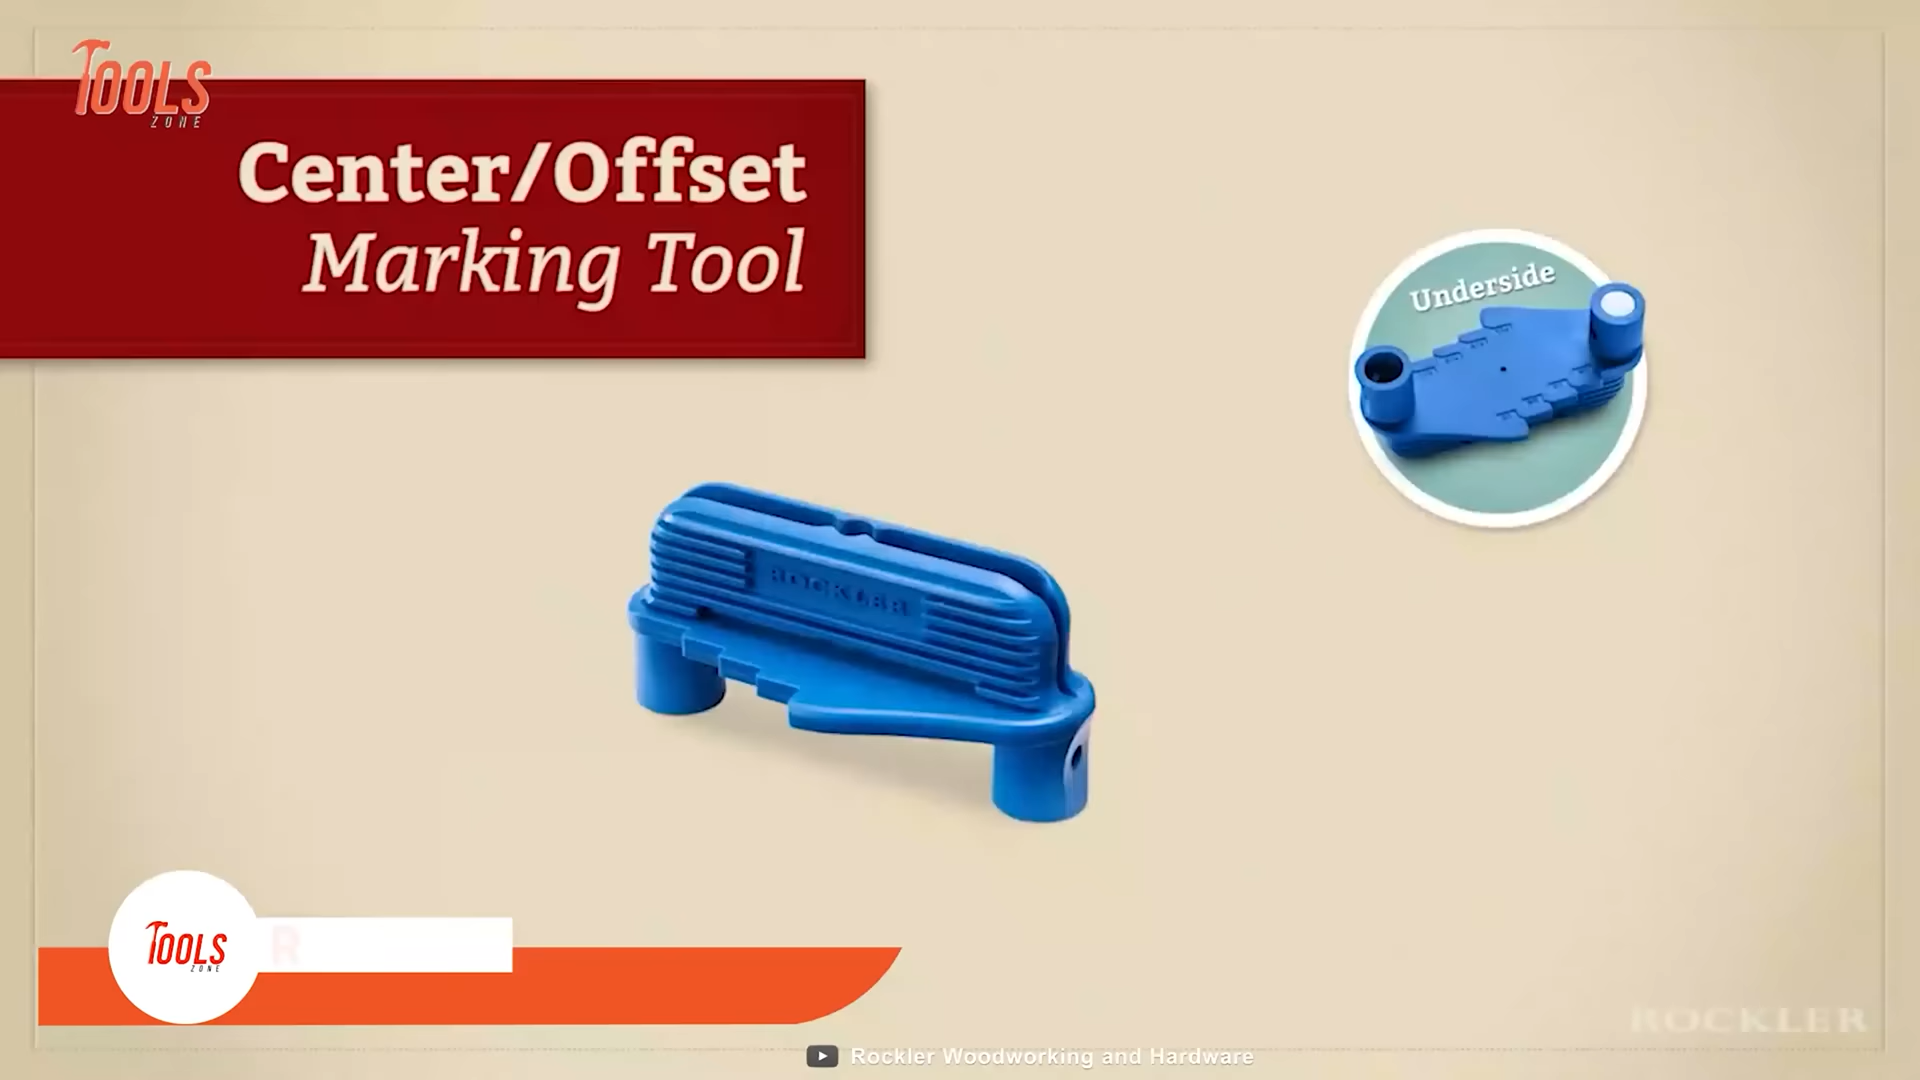 TOOLS
ZONE
Center/Offset
Marking Tool
Underside
ROCKLER
TOOLS
ZONE
R
ROCKLER
Rockler Woodworking and Hardware